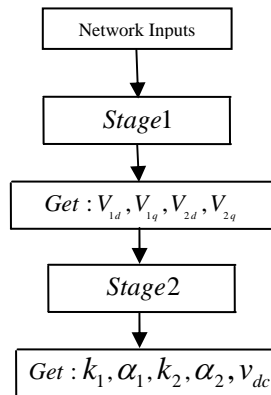 Network Inputs
Stage1
Get : V1d , V1q , V2d , V2q
Stage2
Get : k1 , α1 , k2 , α2 , vdc